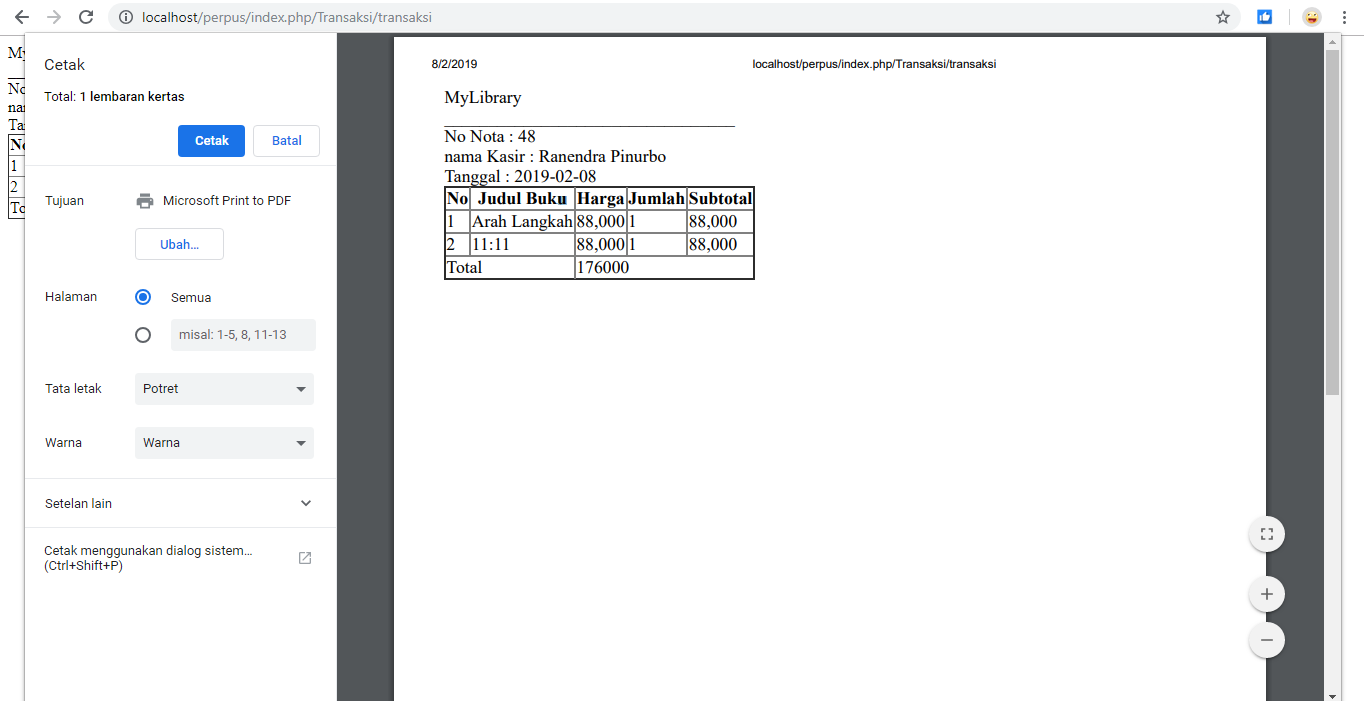 localhost/perpus/index.php/Transaksi/transaksi
Cetak
Total: 1 lembaran kertas
Cetak Batal
Tujuan Microsoft Print to PDF
Ubah...
Halaman Semua
misal: 1-5, 8, 11-13
Tata letak Potret
Warna Warna
Setelan lain
Cetak menggunakan dialog sistem...
(Ctrl+Shift+P)
8/2/2019 localhost/perpus/index.php/Transaksi/transaksi
MyLibrary
No Nota : 48
nama Kasir : Ranendra Pinurbo
Tanggal : 2019-02-08
No Judul Buku Harga Jumlah Subtotal
1 Arah Langkah 88,000 1 88,000
2 11:11 88,000 1 88,000
Total 176000